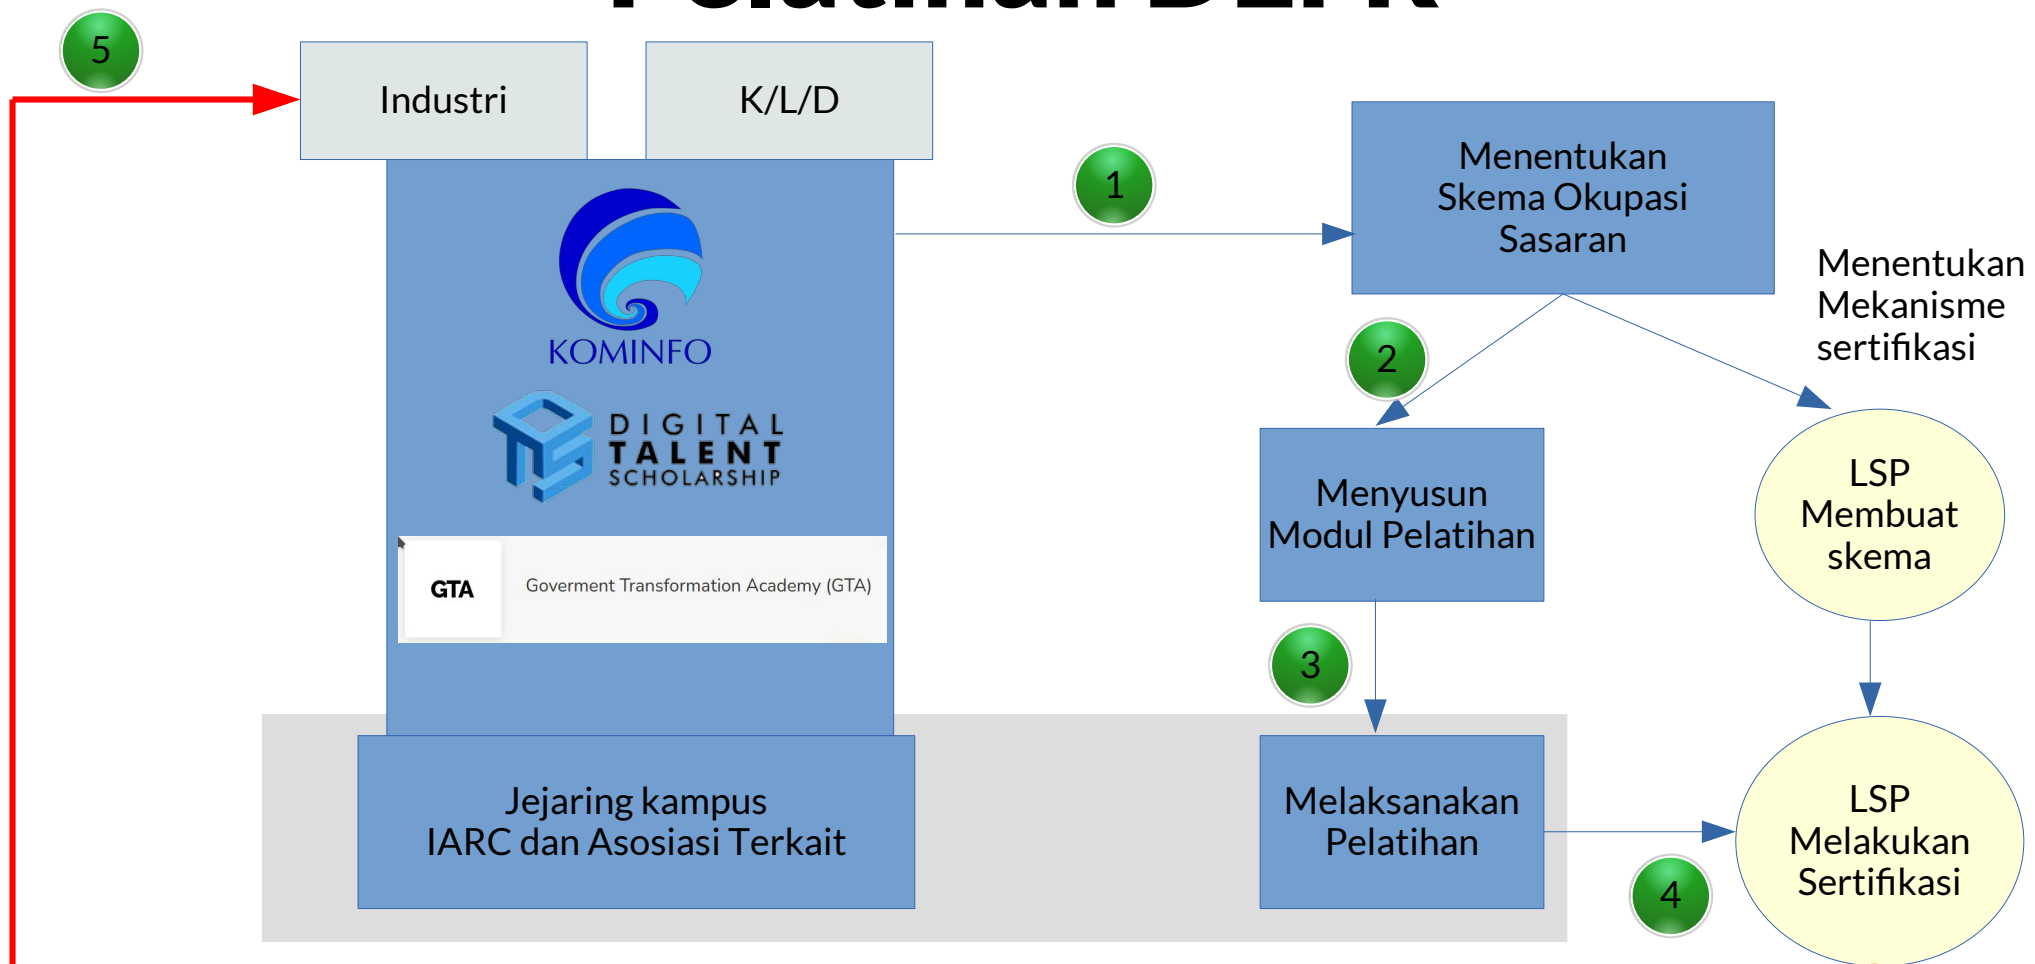 5
Industri
K/L/D
1
Menentukan
Skema Okupasi
Sasaran
KOMINFO
DIGITAL
TALENT
SCHOLARSHIP
2
Menentukan
Mekanisme
sertifikasi
GTA
Goverment Transformation Academy (GTA)
Menyusun
Modul Pelatihan
LSP
Membuat
skema
3
Jejaring kampus
IARC dan Asosiasi Terkait
Melaksanakan
Pelatihan
4
LSP
Melakukan
Sertifikasi